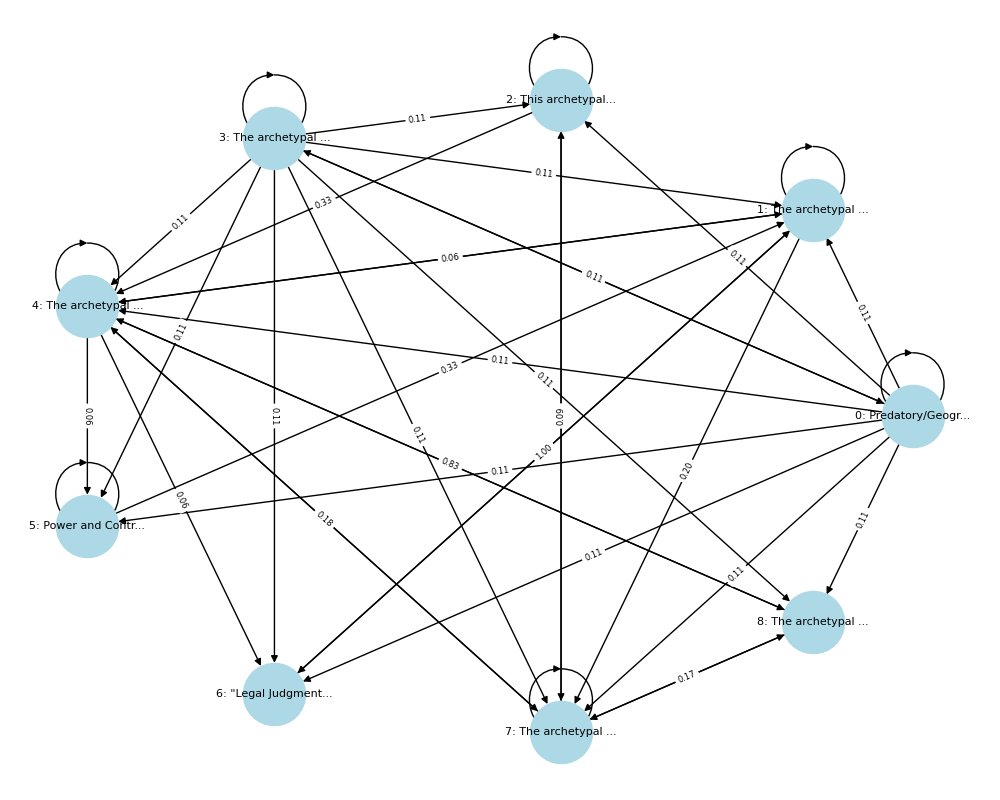 2: This archetypal...
0.11
3: The archetypal ...
0.11
0.33
1: The archetypal ...
0.11
0.06
0.11
0.11
4: The archetypal ...
0.11
0.11
0.11
0.33
0.11
0: Predatory/Geogr...
0.06
0.11
0.09
0.11
1.00
0.83
0.11
0.20
0.06
0.18
0.11
5: Power and Contr...
0.11
0.11
8: The archetypal ...
0.17
6: "Legal Judgment...
7: The archetypal ...